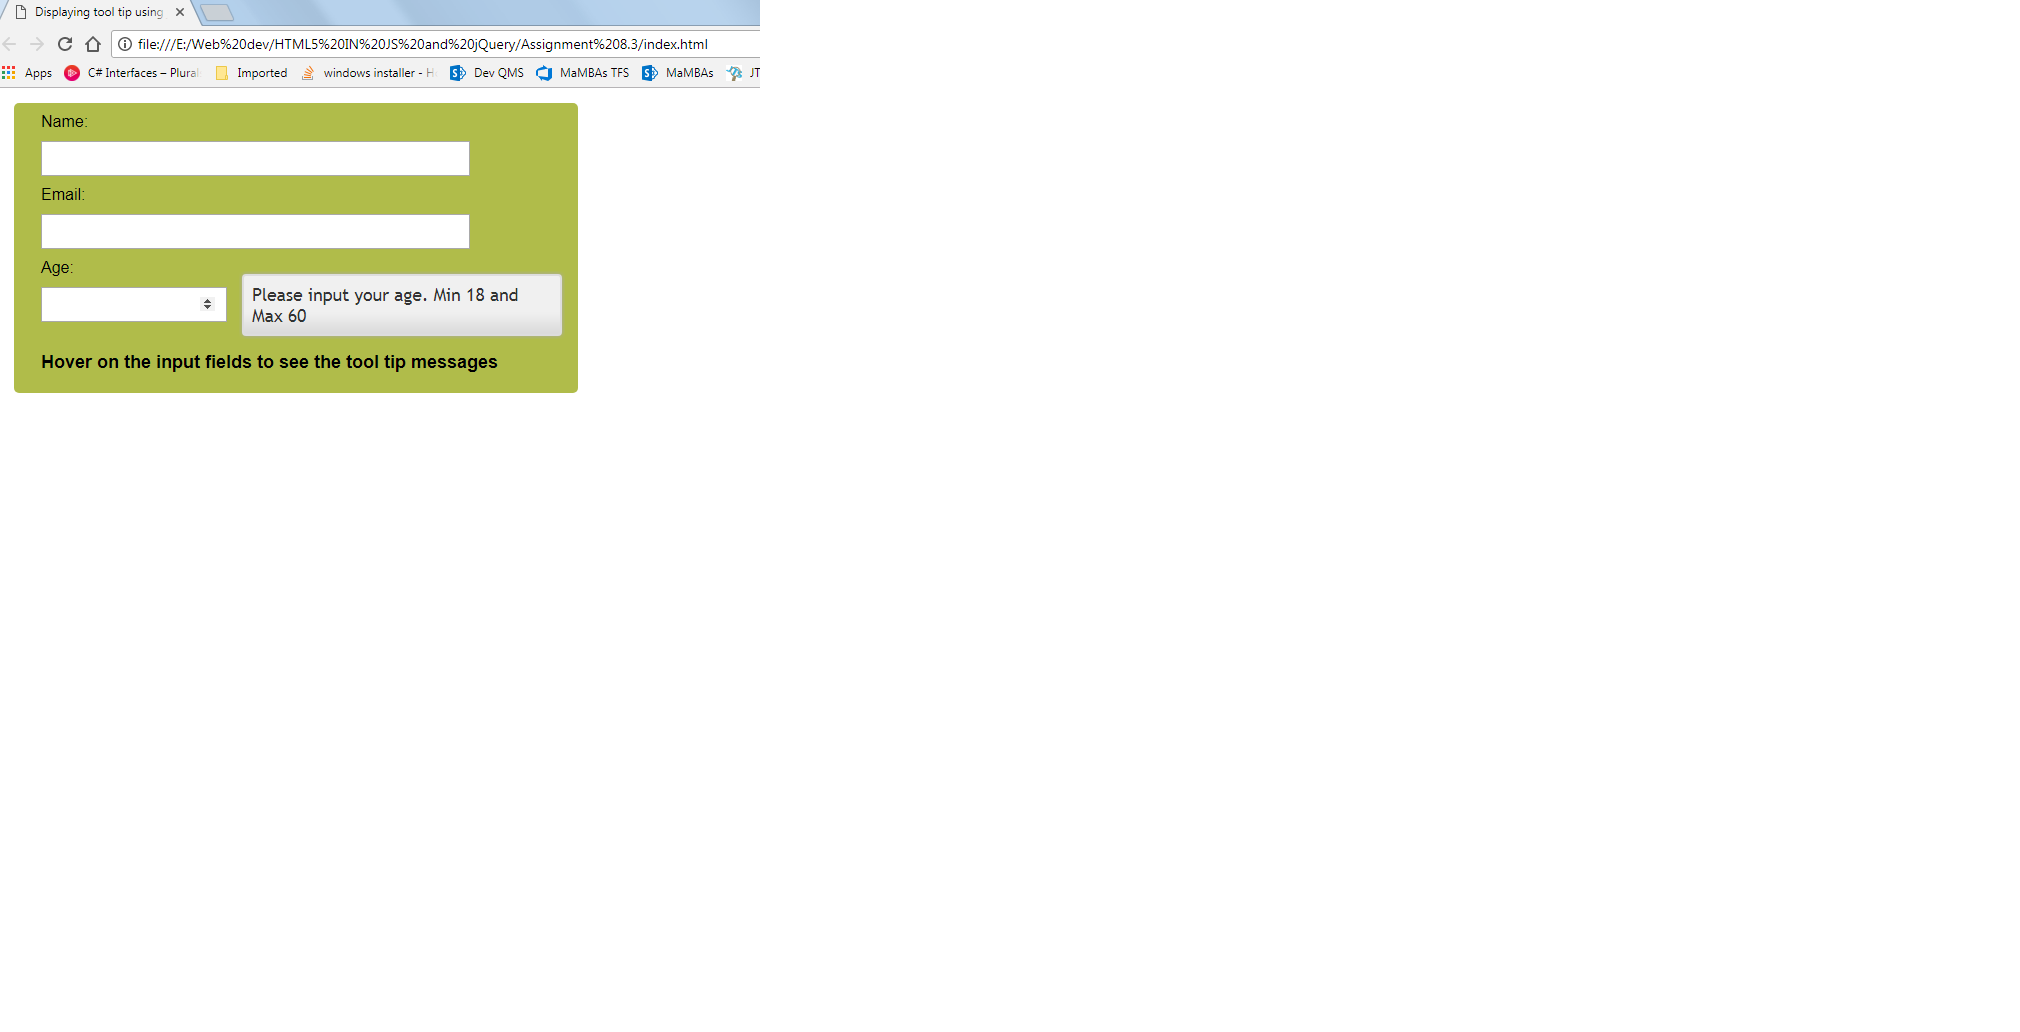 Displaying tool tip using
file:///E:/Web%20dev/HTML5%20IN%20JS%20and%20jQuery/Assignment%208.3/index.html
Apps C# Interfaces – Plural Imported windows installer - H Dev QMS MaMBAs TFS MaMBAs JT
Name:
Email:
Age:
Please input your age. Min 18 and
Max 60
Hover on the input fields to see the tool tip messages